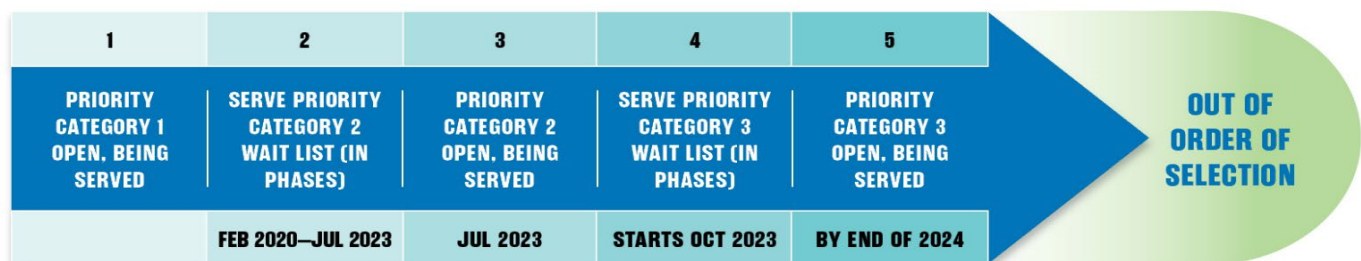 1
2
3
4
5
PRIORITY
CATEGORY 1
OPEN, BEING
SERVED
SERVE PRIORITY
CATEGORY 2
WAIT LIST (IN
PHASES)
PRIORITY
CATEGORY 2
OPEN, BEING
SERVED
SERVE PRIORITY
CATEGORY 3
WAIT LIST (IN
PHASES)
PRIORITY
CATEGORY 3
OPEN, BEING
SERVED
OUT OF
ORDER OF
SELECTION
FEB 2020–JUL 2023
JUL 2023
STARTS OCT 2023
BY END OF 2024